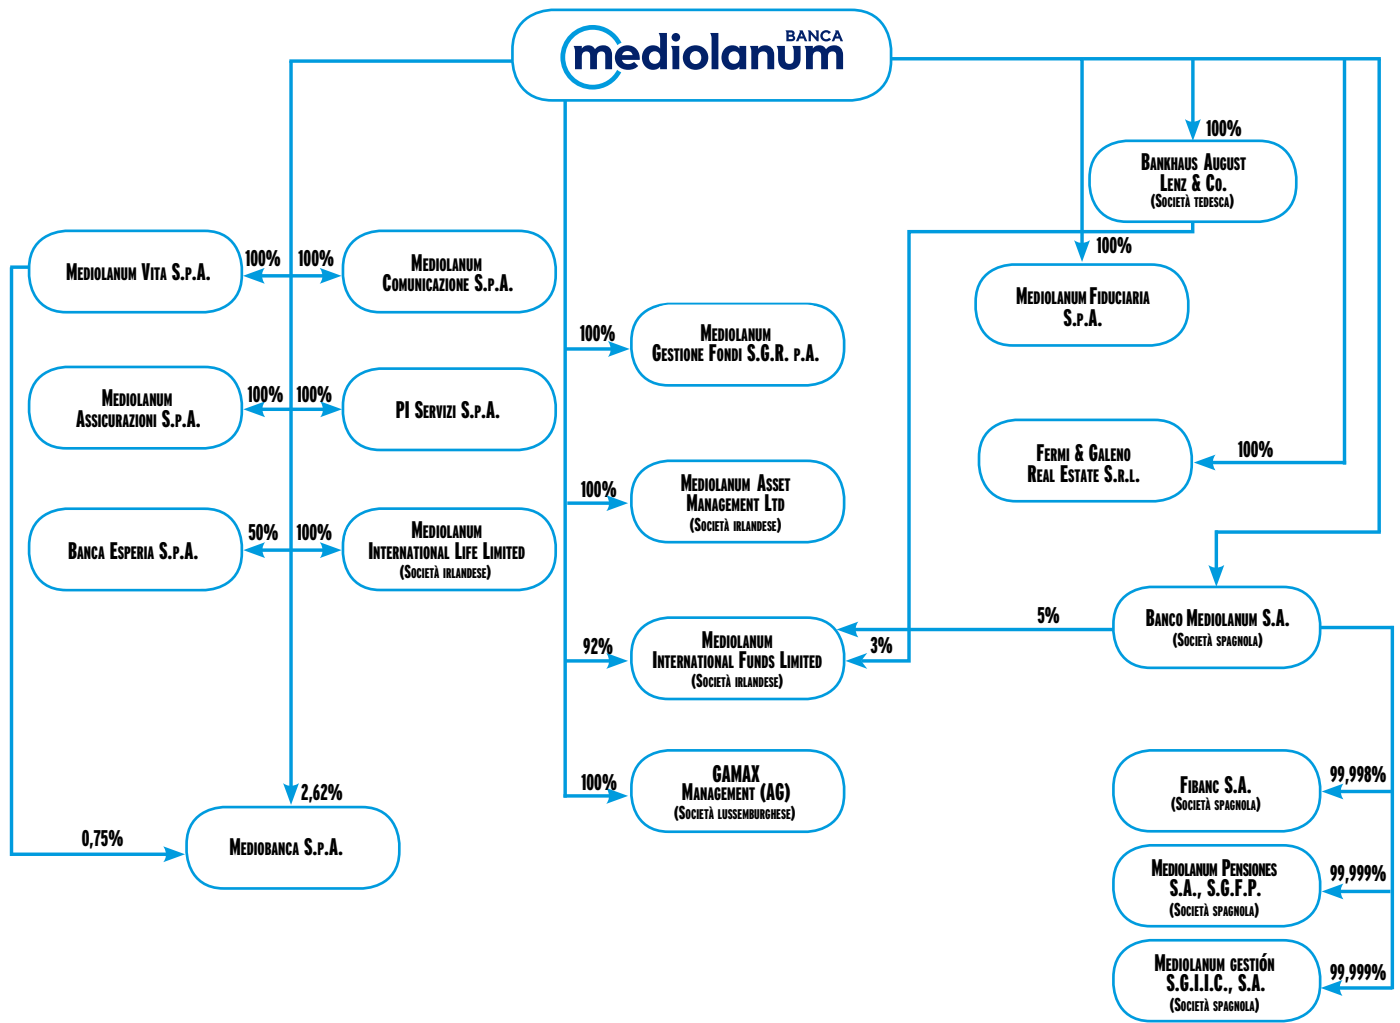 BANCA
mediolanum
100%
Bankhaus August
Lenz & Co.
(Società tedesca)
100%
Mediolanum Fiduciaria
S.p.A.
100%
Fermi & Galeno
Real Estate S.r.l.
Mediolanum Vita S.p.A.
100%
100%
Mediolanum
Comunicazione S.p.A.
Mediolanum
Assicurazioni S.p.A.
100%
100%
PI Servizi S.p.A.
Banca Esperia S.p.A.
50%
100%
Mediolanum
International Life Limited
(Società irlandese)
2,62%
0,75%
Mediobanca S.p.A.
100%
Mediolanum
Gestione Fondi S.G.R. p.A.
100%
Mediolanum Asset
Management Ltd
(Società irlandese)
92%
Mediolanum
International Funds Limited
(Società irlandese)
3%
5%
100%
GAMAX
Management (AG)
(Società lussemburghese)
Banco Mediolanum S.A.
(Società spagnola)
Fibanc S.A.
(Società spagnola)
99,998%
Mediolanum Pensiones
S.A., S.G.F.P.
(Società spagnola)
99,999%
Mediolanum gestión
S.G.I.I.C., S.A.
(Società spagnola)
99,999%